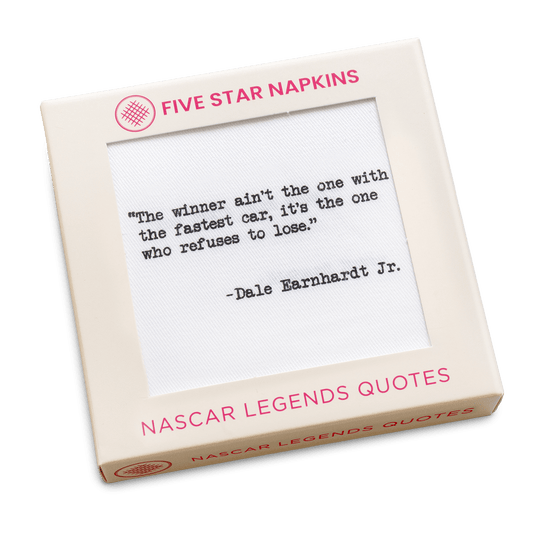 FIVE STAR NAPKINS
“The winner ain’t the one with
the fastest car, it’s the one
who refuses to lose.”
-Dale Earnhardt Jr.
NASCAR LEGENDS QUOTES
NASCAR LEGENDS QUOTES